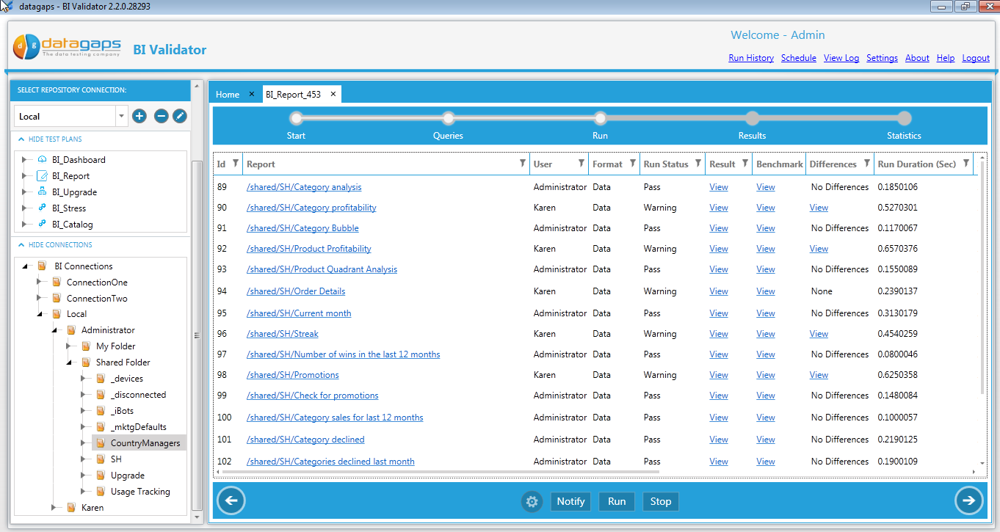 datagaps - BI Validator 2.2.0.28293
d g datagaps
The data testing company
BI Validator
Welcome - Admin
Run History Schedule View Log Settings About Help Logout
SELECT REPOSITORY CONNECTION:
Local
HIDE TEST PLANS
BI_Dashboard
BI_Report
BI_Upgrade
BI_Stress
BI_Catalog
HIDE CONNECTIONS
BI Connections
ConnectionOne
ConnectionTwo
Local
Administrator
My Folder
Shared Folder
_devices
_disconnected
_iBots
_mktgDefaults
CountryManagers
SH
Upgrade
Usage Tracking
Karen
Home × BI_Report_453 ×
Start Queries Run Results Statistics
Id Report User Format Run Status Result Benchmark Differences Run Duration (Sec)
89 /shared/SH/Category analysis Administrator Data Pass View View No Differences 0.1850106
90 /shared/SH/Category profitability Karen Data Warning View View View 0.5270301
91 /shared/SH/Category Bubble Administrator Data Pass View View No Differences 0.1170067
92 /shared/SH/Product Profitability Karen Data Warning View View View 0.6570376
93 /shared/SH/Product Quadrant Analysis Administrator Data Pass View View No Differences 0.1550089
94 /shared/SH/Order Details Karen Data Warning View View None 0.2390137
95 /shared/SH/Current month Administrator Data Pass View View No Differences 0.3130179
96 /shared/SH/Streak Karen Data Warning View View View 0.4540259
97 /shared/SH/Number of wins in the last 12 months Administrator Data Pass View View No Differences 0.0800046
98 /shared/SH/Promotions Karen Data Warning View View View 0.6250358
99 /shared/SH/Check for promotions Administrator Data Pass View View No Differences 0.1480084
100 /shared/SH/Category sales for last 12 months Administrator Data Pass View View No Differences 0.1000057
101 /shared/SH/Category declined Administrator Data Pass View View No Differences 0.2190125
102 /shared/SH/Categories declined last month Administrator Data Pass View View No Differences 0.1900109
Notify Run Stop